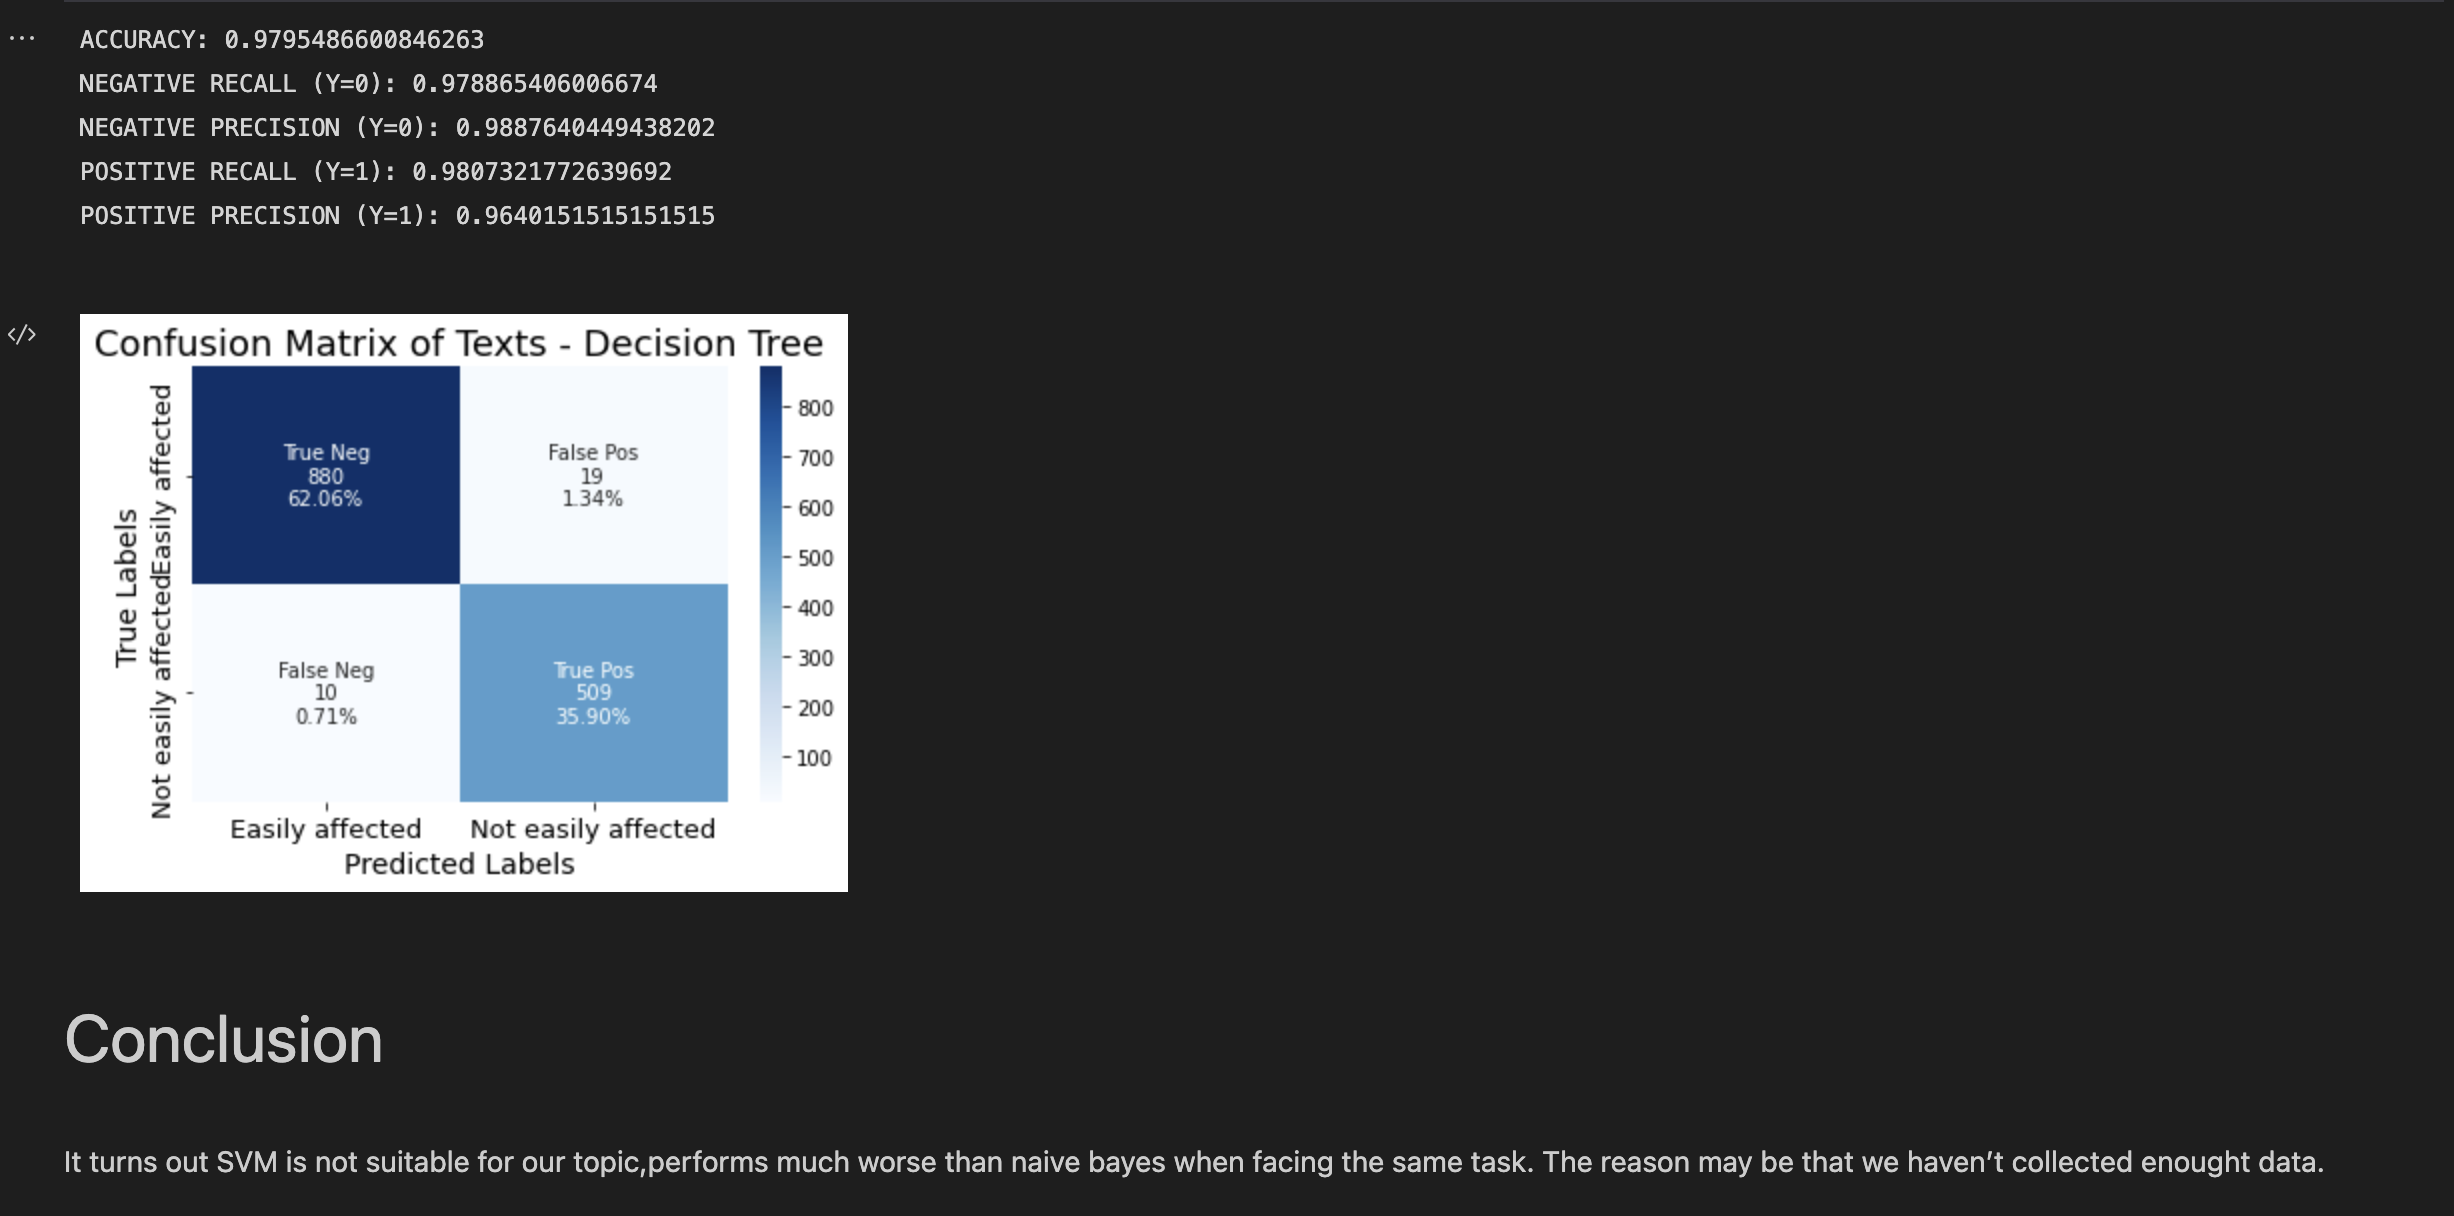 ACCURACY: 0.9795486600846263
NEGATIVE RECALL (Y=0): 0.978865406006674
NEGATIVE PRECISION (Y=0): 0.9887640449438202
POSITIVE RECALL (Y=1): 0.9807321772639692
POSITIVE PRECISION (Y=1): 0.9640151515151515
Confusion Matrix of Texts - Decision Tree
True Labels
Easily affected
Not easily affected
True Neg
880
62.06%
False Pos
19
1.34%
False Neg
10
0.71%
True Pos
509
35.90%
800
700
600
500
400
300
200
100
Easily affected
Not easily affected
Predicted Labels
Conclusion
It turns out SVM is not suitable for our topic,performs much worse than naive bayes when facing the same task. The reason may be that we haven’t collected enought data.